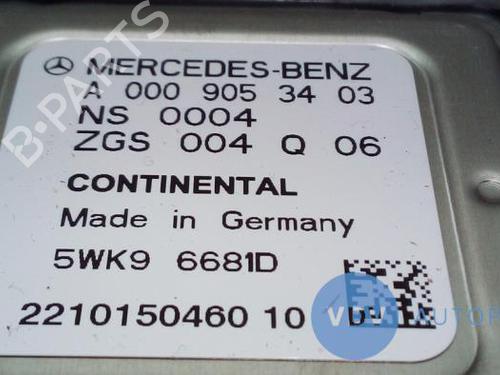 MERCEDES-BENZ
A 000 905 34 03
NS 0004
ZGS 004 Q 06
CONTINENTAL
Made in Germany
5WK9 6681D
2210150460 10
B-PARTS